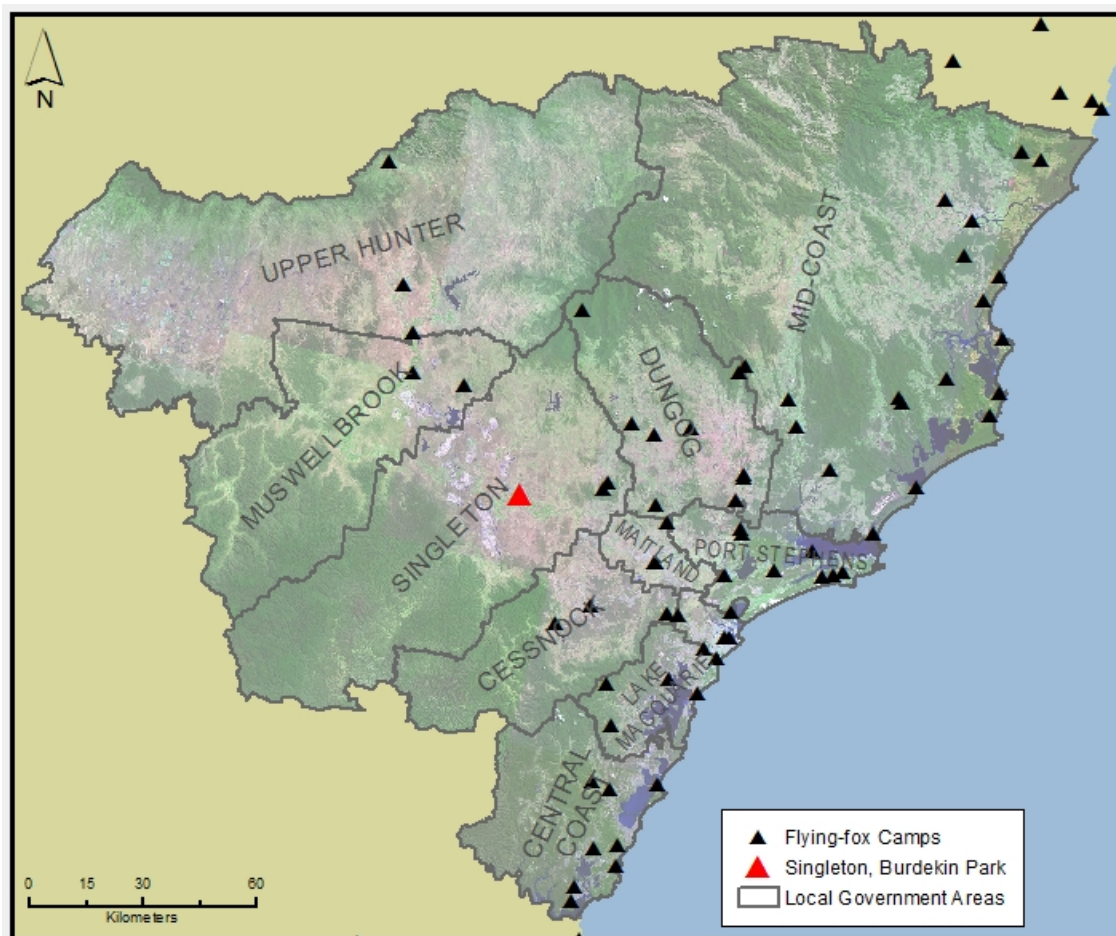 N
UPPER HUNTER
MID-COAST
DUNGOG
MUSWELLBROOK
SINGLETON
MAITLAND
PORT STEPHENS
CESSNOCK
LAKE
MACQUARIE
CENTRAL
COAST
Flying-fox Camps
Singleton, Burdekin Park
Local Government Areas
0 15 30 60
Kilometers